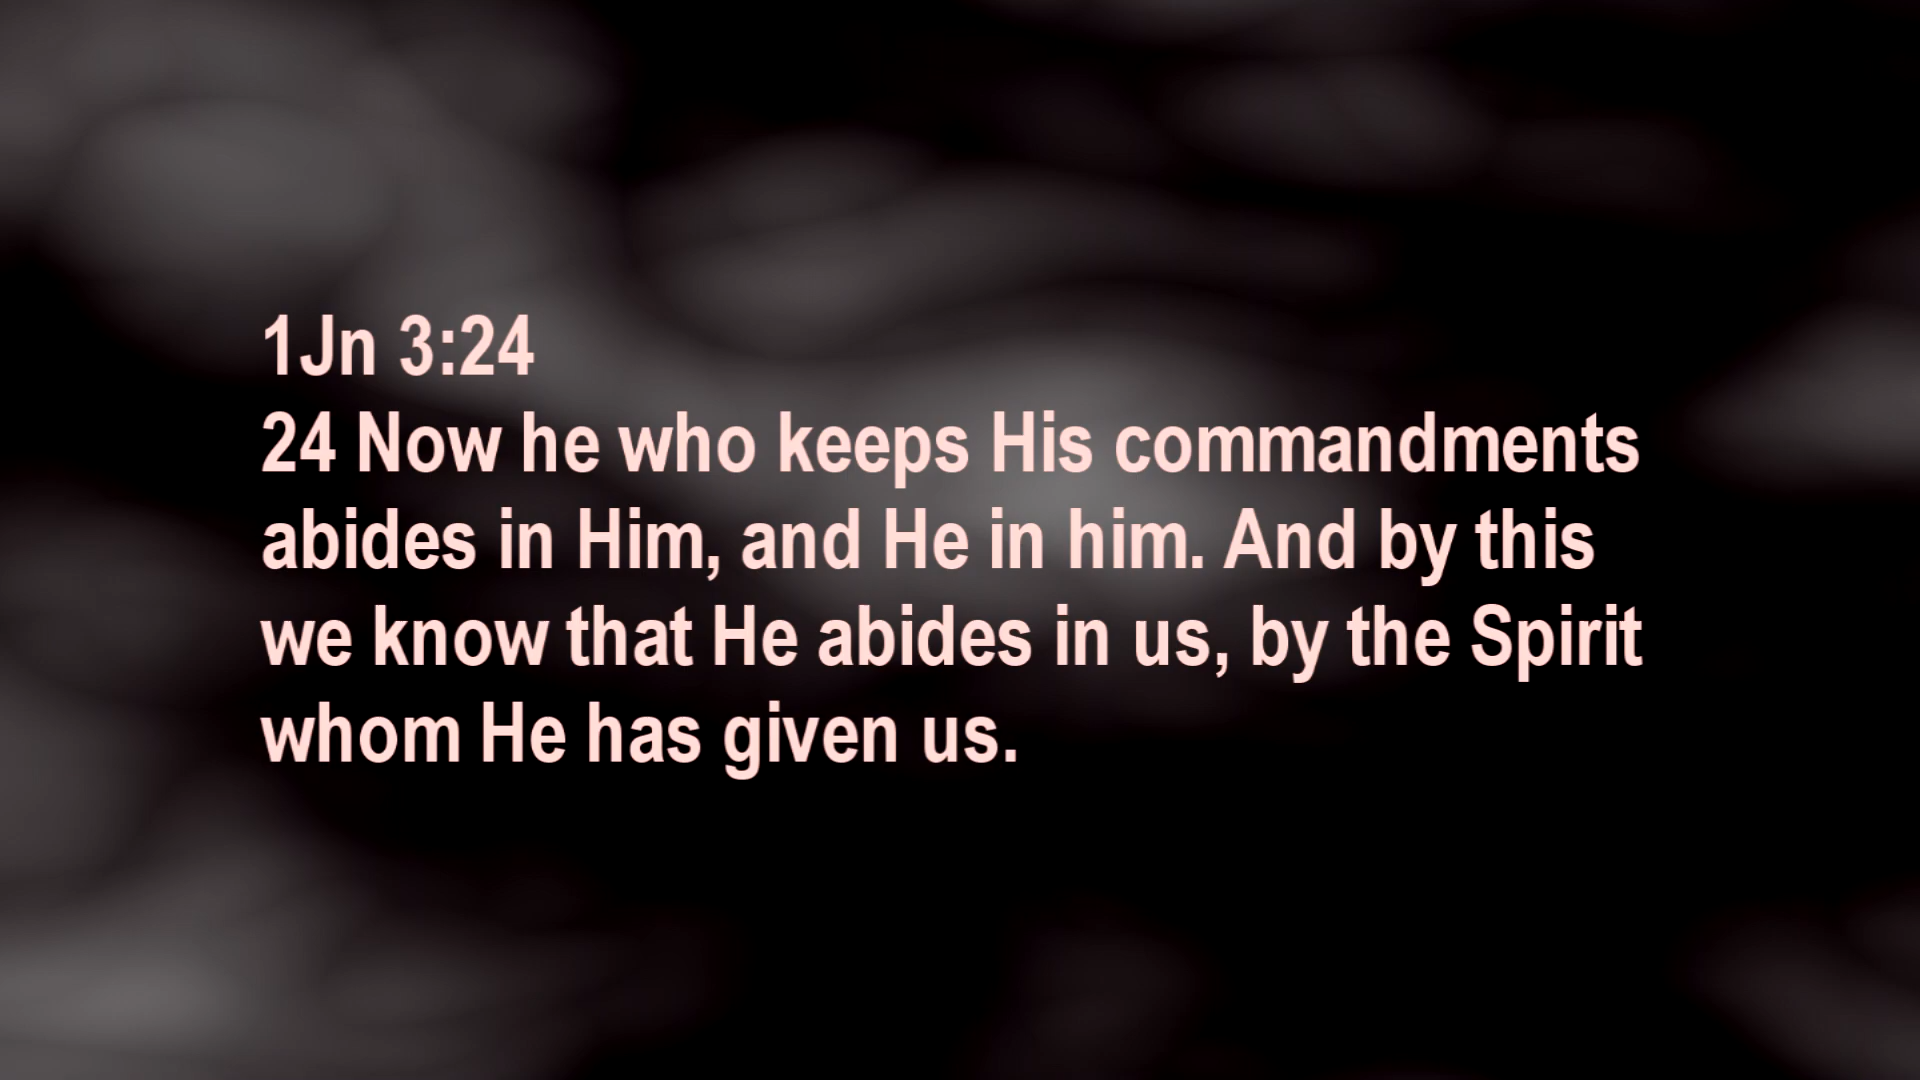 1Jn 3:24
24 Now he who keeps His commandments
abides in Him, and He in him. And by this
we know that He abides in us, by the Spirit
whom He has given us.